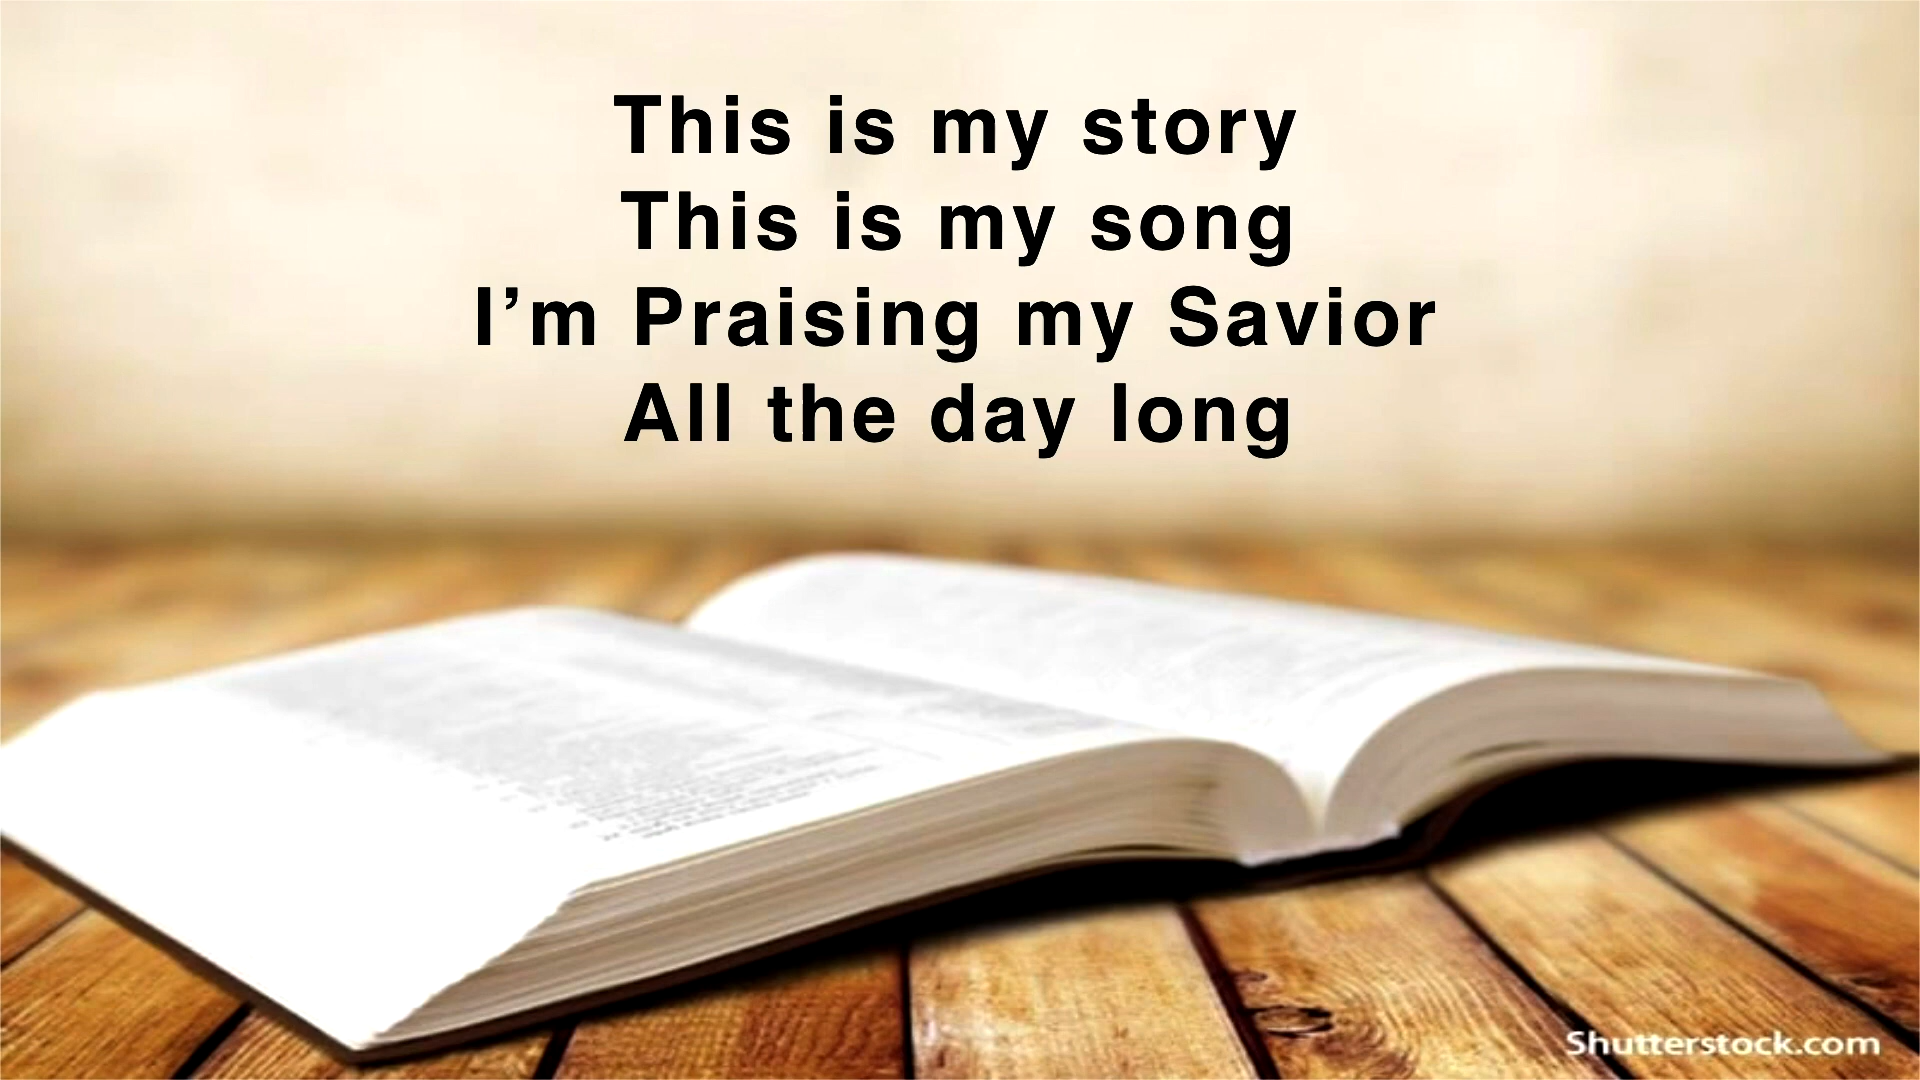 This is my story
This is my song
I’m Praising my Savior
All the day long
Shutterstock.com